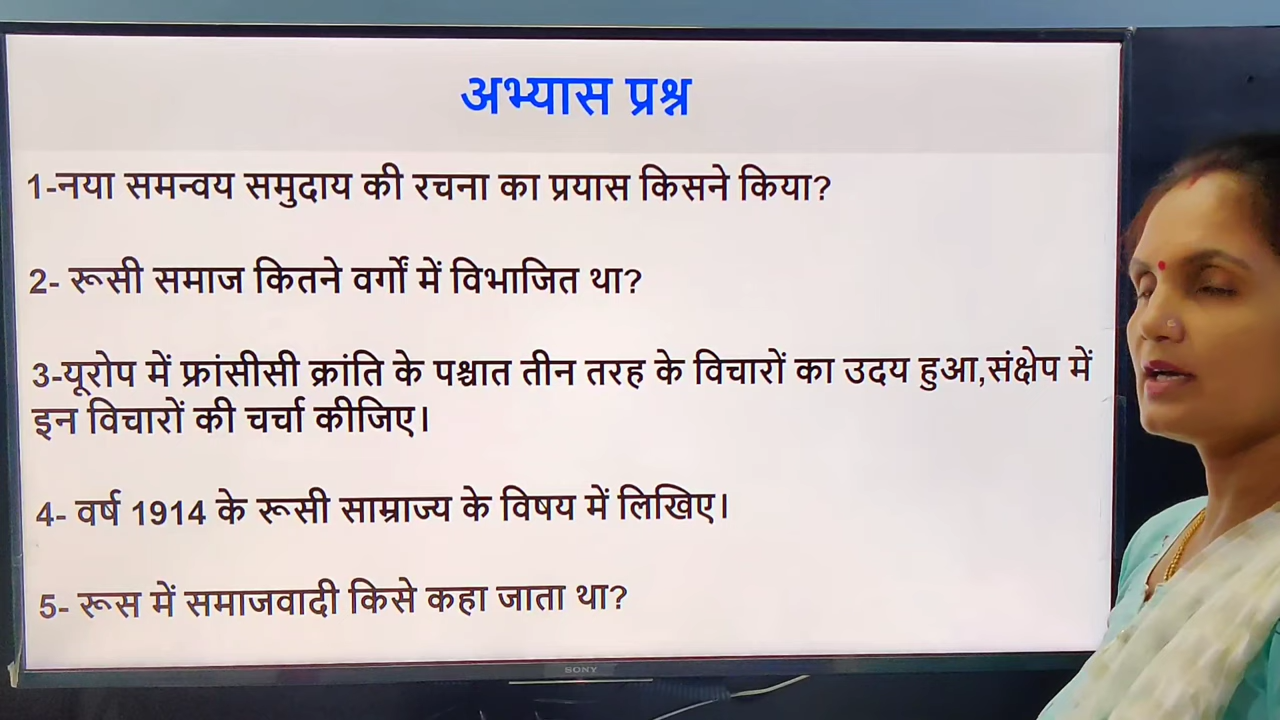 अभ्यास प्रश्न
1-नया समन्वय समुदाय की रचना का प्रयास किसने किया?
2- रूसी समाज कितने वर्गों में विभाजित था?
3-यूरोप में फ्रांसीसी क्रांति के पश्चात तीन तरह के विचारों का उदय हुआ,संक्षेप में
इन विचारों की चर्चा कीजिए।
4- वर्ष 1914 के रूसी साम्राज्य के विषय में लिखिए।
5- रूस में समाजवादी किसे कहा जाता था?
SONY